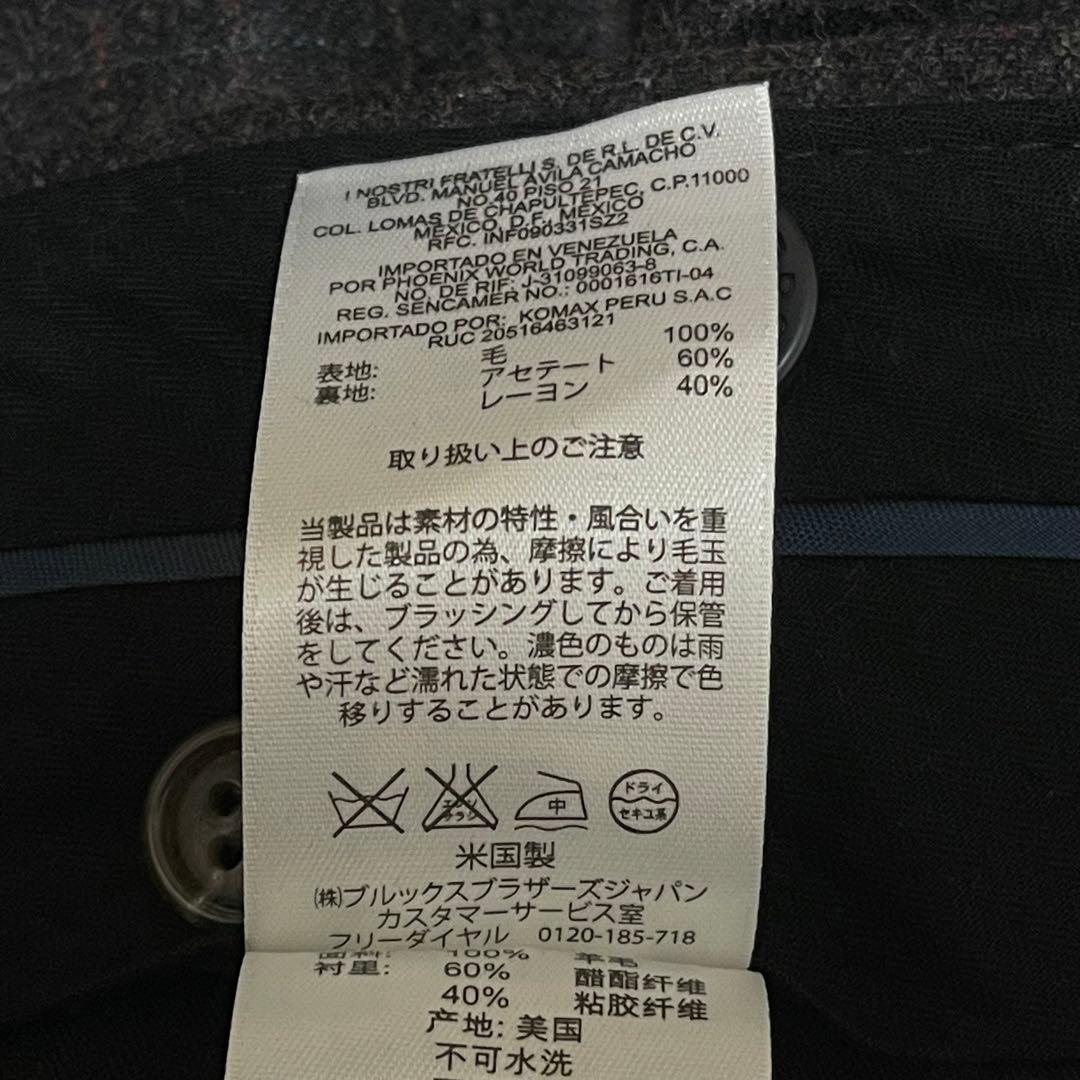 I NOSTRI FRATELLI S. DE R.L. DE C.V.
BLVD. MANUEL AVILA CAMACHO
NO.40 PISO 21
COL. LOMAS DE CHAPULTEPEC, C.P.11000
MEXICO, D.F., MEXICO
RFC. INF090331SZ2
IMPORTADO EN VENEZUELA
POR PHOENIX WORLD TRADING, C.A.
NO. DE RIF: J-31099063-8
REG. SENCAMER NO.: 0001616TI-04
IMPORTADO POR: KOMAX PERU S.A.C
RUC 20516463121
表地: 毛 100%
裏地: アセテート 60%
レーヨン 40%
取り扱い上のご注意
当製品は素材の特性・風合いを重
視した製品の為、摩擦により毛玉
が生じることがあります。ご着用
後は、ブラッシングしてから保管
をしてください。濃色のものは雨
や汗など濡れた状態での摩擦で色
移りすることがあります。
エンソ
サラシ
中
ドライ
セキユ系
米国製
㈱ブルックスブラザーズジャパン
カスタマーサービス室
フリーダイヤル 0120-185-718
面料: 100% 羊毛
衬里: 60% 醋酯纤维
40% 粘胶纤维
产地: 美国
不可水洗